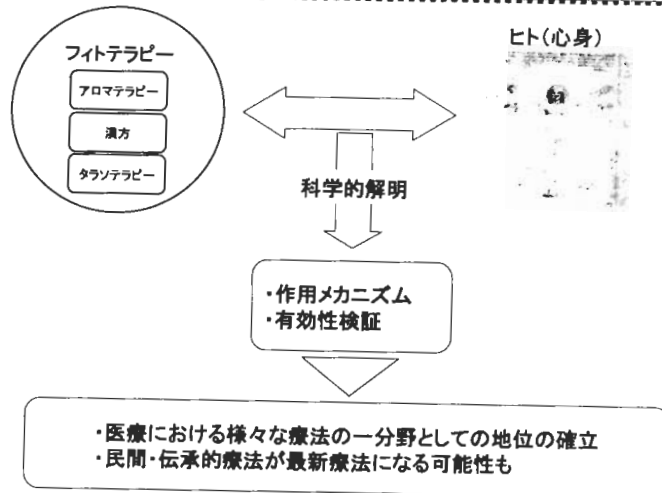 フィトテラピー
アロマテラピー
漢方
タラソテラピー
ヒト(心身)
科学的解明
・作用メカニズム
・有効性検証
・医療における様々な療法の一分野としての地位の確立
・民間・伝承的療法が最新療法になる可能性も